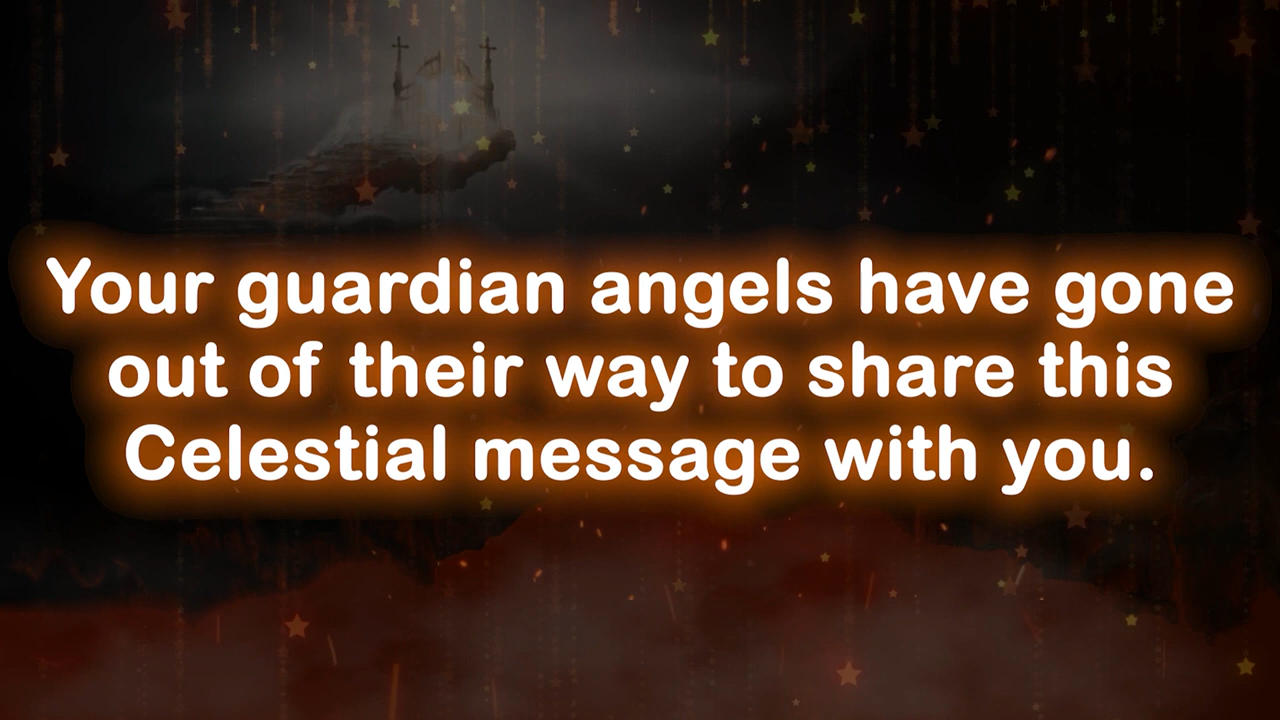 Your guardian angels have gone
out of their way to share this
Celestial message with you.